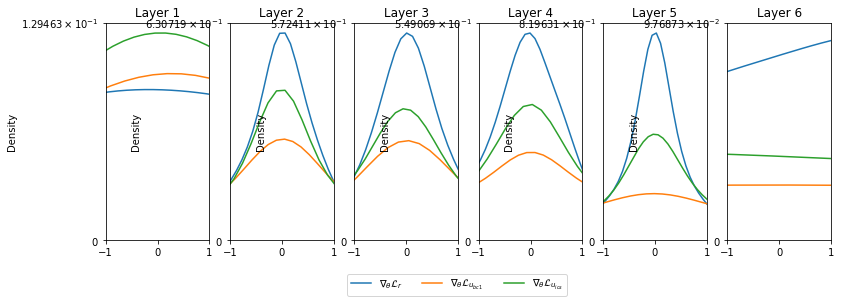 Layer 1 Layer 2 Layer 3 Layer 4 Layer 5 Layer 6
1.29463 × 10⁻¹ 6.30719 × 10⁻¹ 5.72411 × 10⁻¹ 5.49069 × 10⁻¹ 8.19631 × 10⁻¹ 9.76873 × 10⁻²
Density Density Density Density Density Density
0 0 0 0 0 0
−1 0 1 −1 0 1 −1 0 1 −1 0 1 −1 0 1 −1 0 1
∇θℒr ∇θℒu_bc1 ∇θℒu_ics